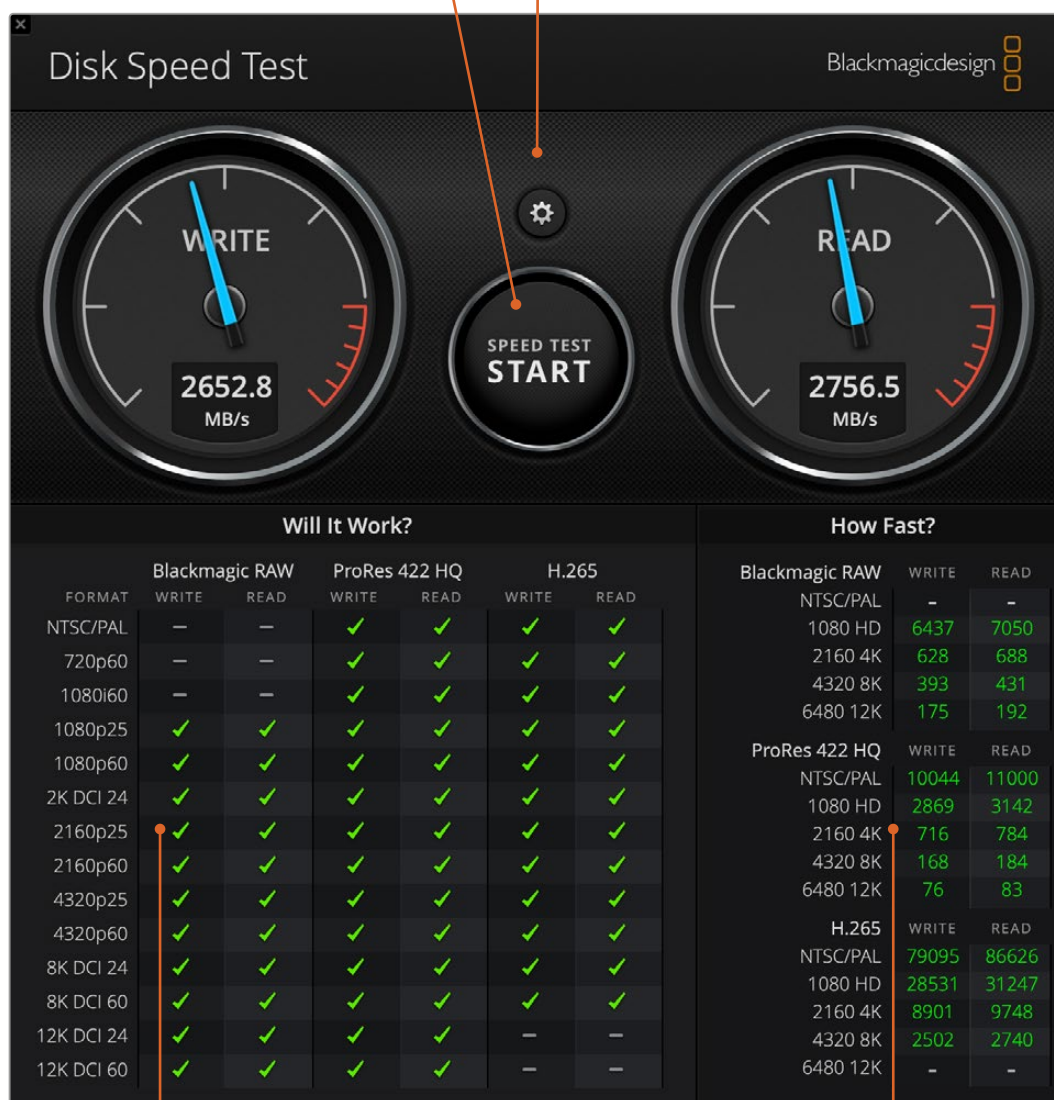 Disk Speed Test
Blackmagicdesign
WRITE
2652.8
MB/s
SPEED TEST
START
READ
2756.5
MB/s
Will It Work?
Blackmagic RAW ProRes 422 HQ H.265
FORMAT WRITE READ WRITE READ WRITE READ
NTSC/PAL – – ✓ ✓ ✓ ✓
720p60 – – ✓ ✓ ✓ ✓
1080i60 – – ✓ ✓ ✓ ✓
1080p25 ✓ ✓ ✓ ✓ ✓ ✓
1080p60 ✓ ✓ ✓ ✓ ✓ ✓
2K DCI 24 ✓ ✓ ✓ ✓ ✓ ✓
2160p25 ✓ ✓ ✓ ✓ ✓ ✓
2160p60 ✓ ✓ ✓ ✓ ✓ ✓
4320p25 ✓ ✓ ✓ ✓ ✓ ✓
4320p60 ✓ ✓ ✓ ✓ ✓ ✓
8K DCI 24 ✓ ✓ ✓ ✓ ✓ ✓
8K DCI 60 ✓ ✓ ✓ ✓ ✓ ✓
12K DCI 24 ✓ ✓ ✓ ✓ – –
12K DCI 60 ✓ ✓ ✓ ✓ – –
How Fast?
Blackmagic RAW WRITE READ
NTSC/PAL - -
1080 HD 6437 7050
2160 4K 628 688
4320 8K 393 431
6480 12K 175 192
ProRes 422 HQ WRITE READ
NTSC/PAL 10044 11000
1080 HD 2869 3142
2160 4K 716 784
4320 8K 168 184
6480 12K 76 83
H.265 WRITE READ
NTSC/PAL 79095 86626
1080 HD 28531 31247
2160 4K 8901 9748
4320 8K 2502 2740
6480 12K - -